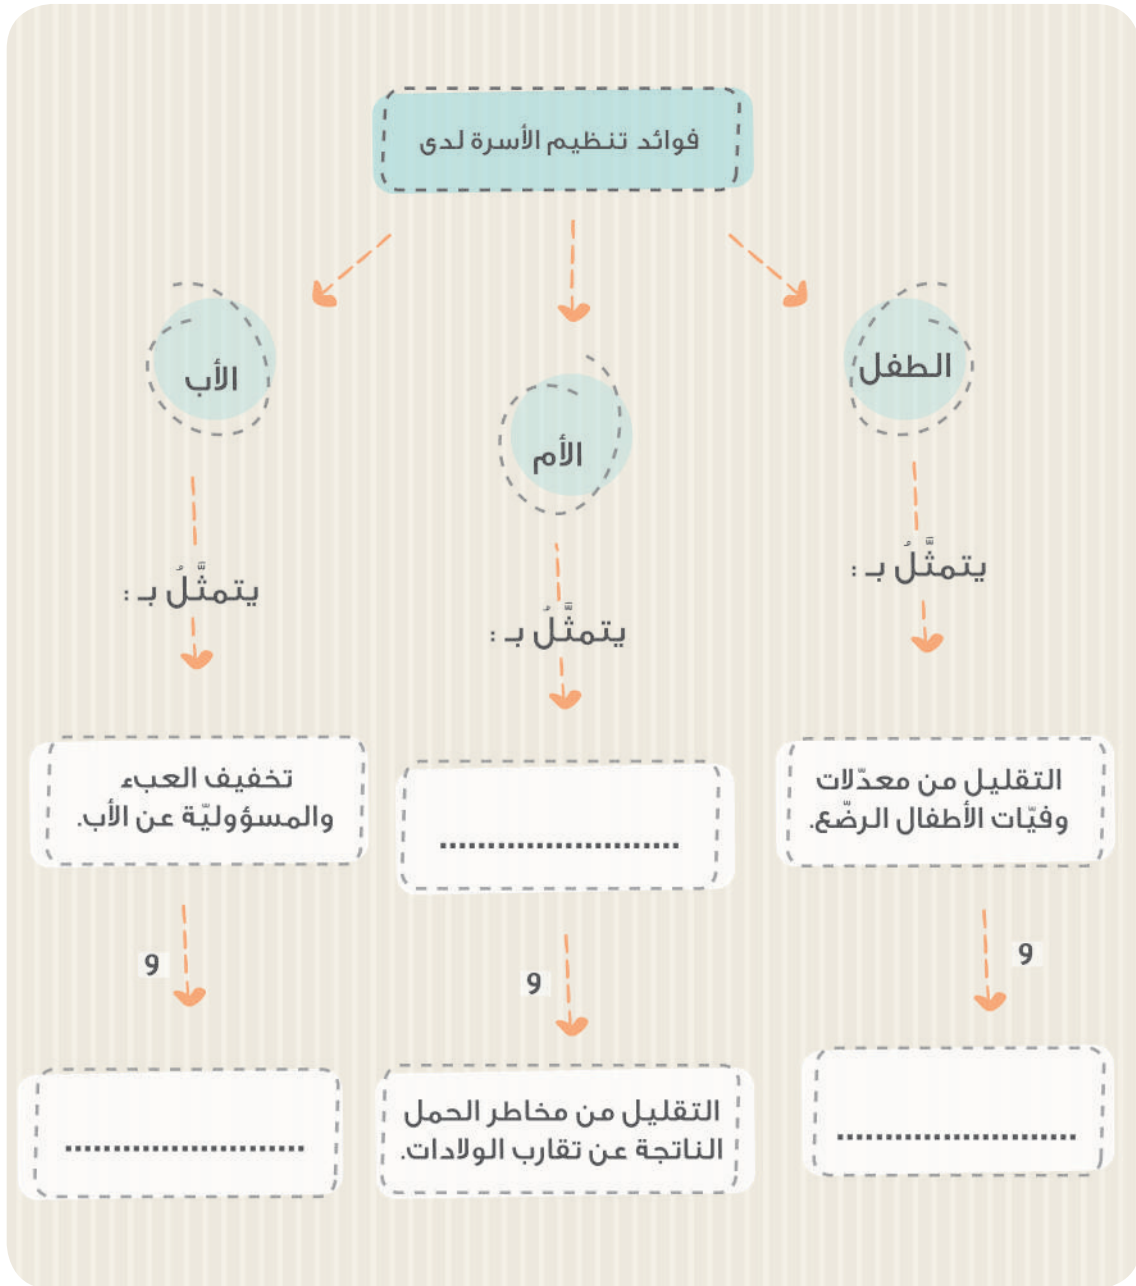 فوائد تنظيم الأسرة لدى
الطفل
الأم
الأب
يتمثَّلُ بـ :
يتمثَّلُ بـ :
يتمثَّلُ بـ :
التقليل من معدّلات
وفيّات الأطفال الرضّع.
.........................
تخفيف العبء
والمسؤوليّة عن الأب.
و
و
و
.........................
التقليل من مخاطر الحمل
الناتجة عن تقارب الولادات.
.........................